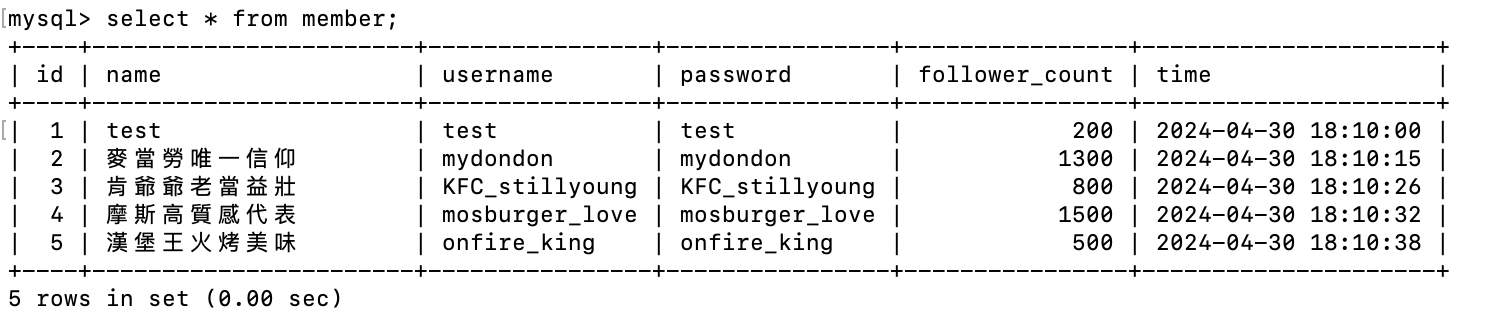 mysql> select * from member;
+----+-----------------------+----------------+----------------+----------------+---------------------+
| id | name | username | password | follower_count | time |
+----+-----------------------+----------------+----------------+----------------+---------------------+
| 1 | test | test | test | 200 | 2024-04-30 18:10:00 |
| 2 | 麥當勞唯一信仰 | mydondon | mydondon | 1300 | 2024-04-30 18:10:15 |
| 3 | 肯爺爺老當益壯 | KFC_stillyoung | KFC_stillyoung | 800 | 2024-04-30 18:10:26 |
| 4 | 摩斯高質感代表 | mosburger_love | mosburger_love | 1500 | 2024-04-30 18:10:32 |
| 5 | 漢堡王火烤美味 | onfire_king | onfire_king | 500 | 2024-04-30 18:10:38 |
+----+-----------------------+----------------+----------------+----------------+---------------------+
5 rows in set (0.00 sec)